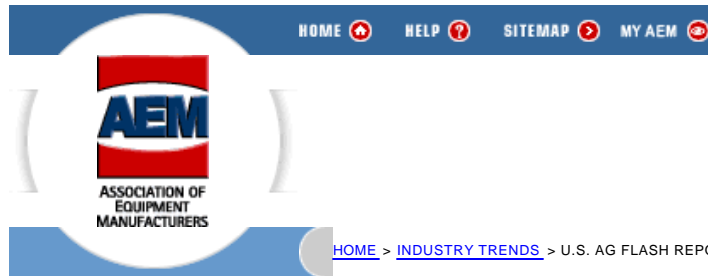 HOME HELP SITEMAP MY AEM
AEM
ASSOCIATION OF
EQUIPMENT
MANUFACTURERS
HOME > INDUSTRY TRENDS > U.S. AG FLASH REPO